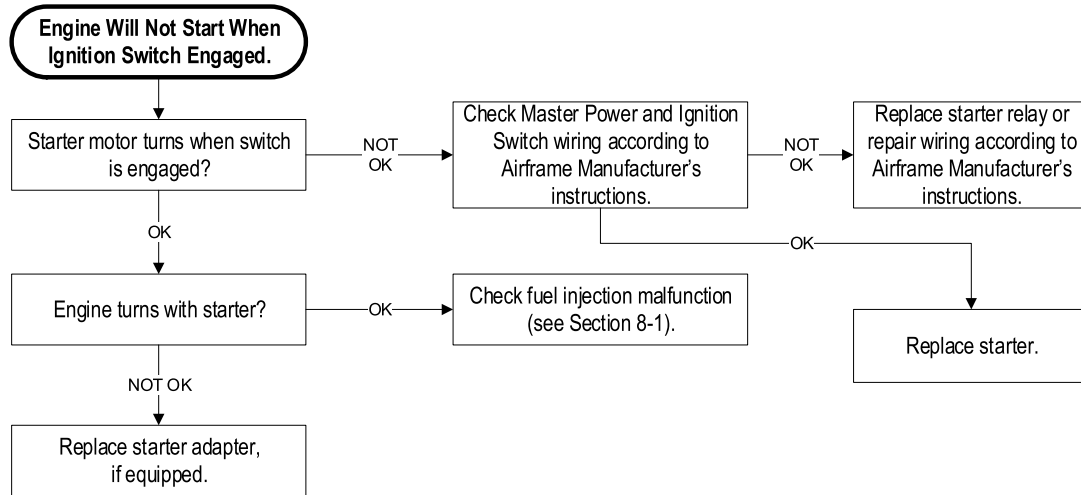 Engine Will Not Start When
Ignition Switch Engaged.
Starter motor turns when switch
is engaged?
NOT
OK
Check Master Power and Ignition
Switch wiring according to
Airframe Manufacturer's
instructions.
NOT
OK
Replace starter relay or
repair wiring according to
Airframe Manufacturer's
instructions.
OK
OK
Engine turns with starter?
OK
Check fuel injection malfunction
(see Section 8-1).
Replace starter.
NOT OK
Replace starter adapter,
if equipped.